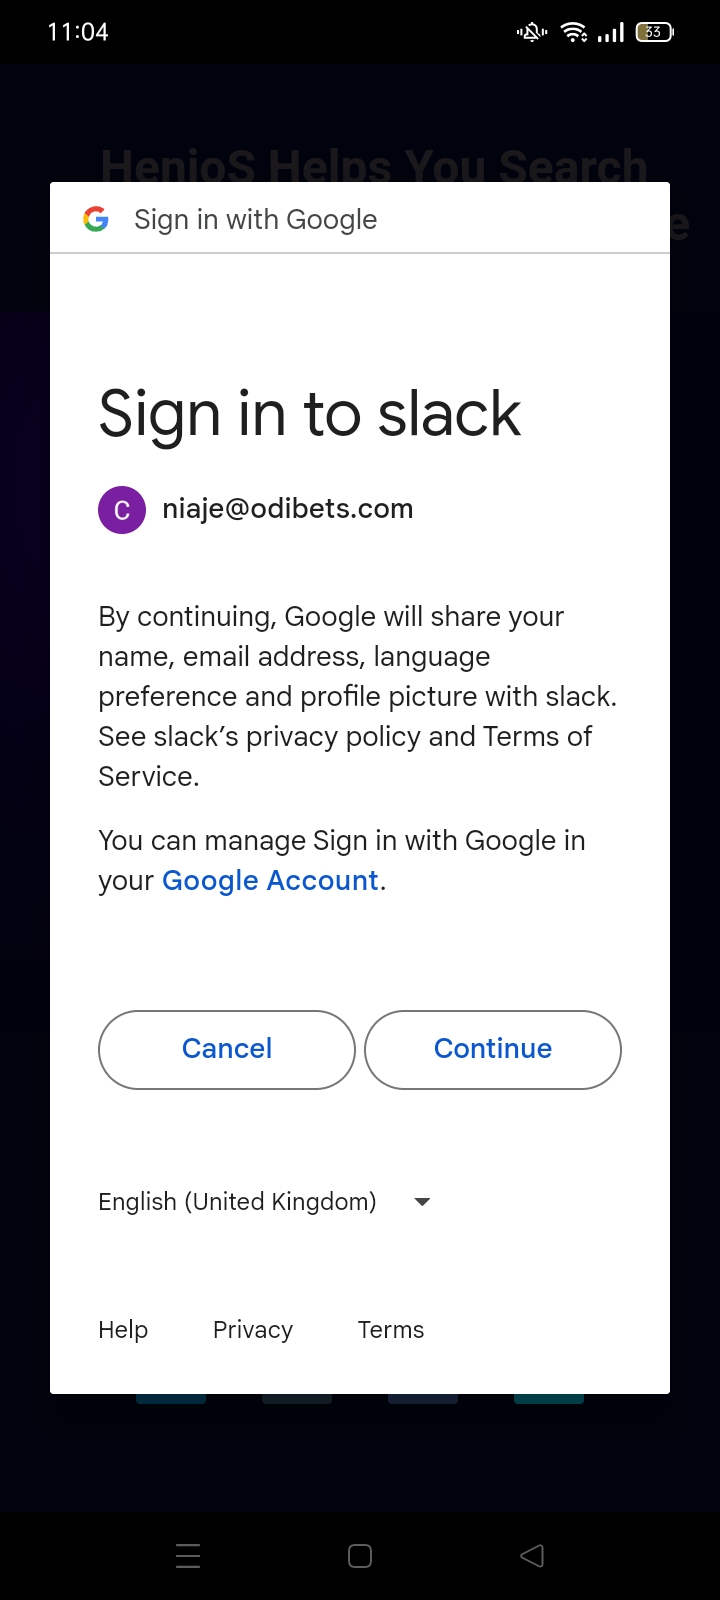 11:04
33
HenioS Helps You Search
e
Sign in with Google
Sign in to slack
C
niaje@odibets.com
By continuing, Google will share your
name, email address, language
preference and profile picture with slack.
See slack’s privacy policy and Terms of
Service.
You can manage Sign in with Google in
your Google Account.
Cancel
Continue
English (United Kingdom)
Help
Privacy
Terms